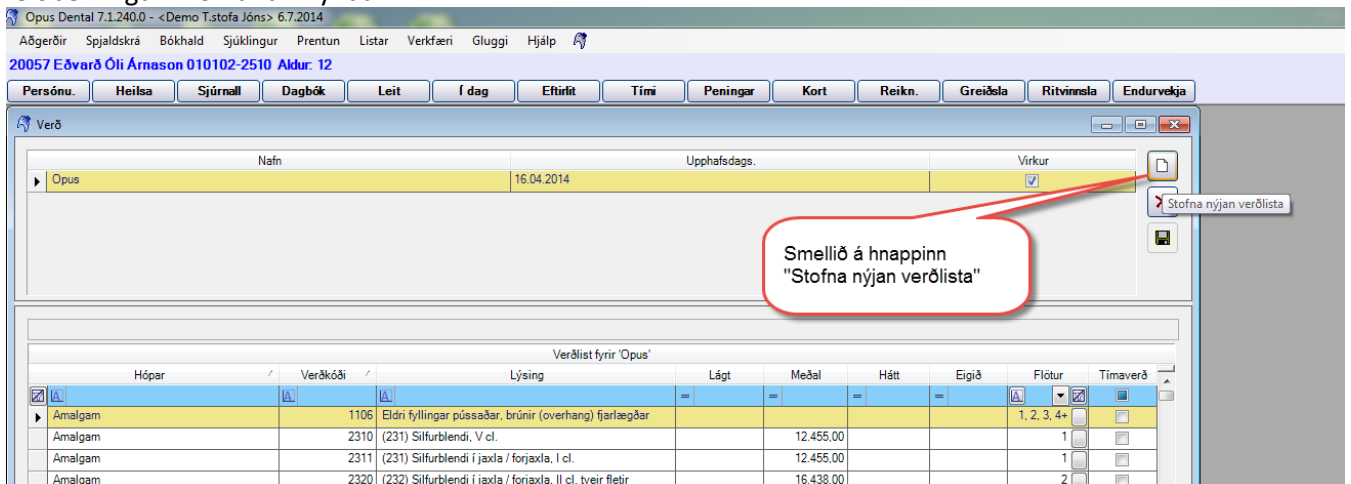 Opus Dental 7.1.240.0 - <Demo T.stofa Jóns> 6.7.2014
Aðgerðir Spjaldskrá Bókhald Sjúklingur Prentun Listar Verkfæri Gluggi Hjálp
20057 Eðvarð Óli Árnason 010102-2510 Aldur: 12
Persónu. Heilsa Sjúrnall Dagbók Leit Í dag Eftirlit Tími Peningar Kort Reikn. Greiðsla Ritvinnsla Endurvekja
Verð
Nafn Upphafsdags. Virkur
Opus 16.04.2014
Stofna nýjan verðlista
Smellið á hnappinn
"Stofna nýjan verðlista"
Verðlist fyrir 'Opus'
Hópar Verðkóði Lýsing Lágt Meðal Hátt Eigið Flötur Tímaverð
Amalgam 1106 Eldri fyllingar pússaðar, brúnir (overhang) fjarlægðar 1, 2, 3, 4+
Amalgam 2310 (231) Silfurblendi, V cl. 12.455,00 1
Amalgam 2311 (231) Silfurblendi í jaxla / forjaxla, I cl. 12.455,00 1
Amalgam 2320 (232) Silfurblendi í jaxla / forjaxla, II cl. tveir fletir 16.438,00 2